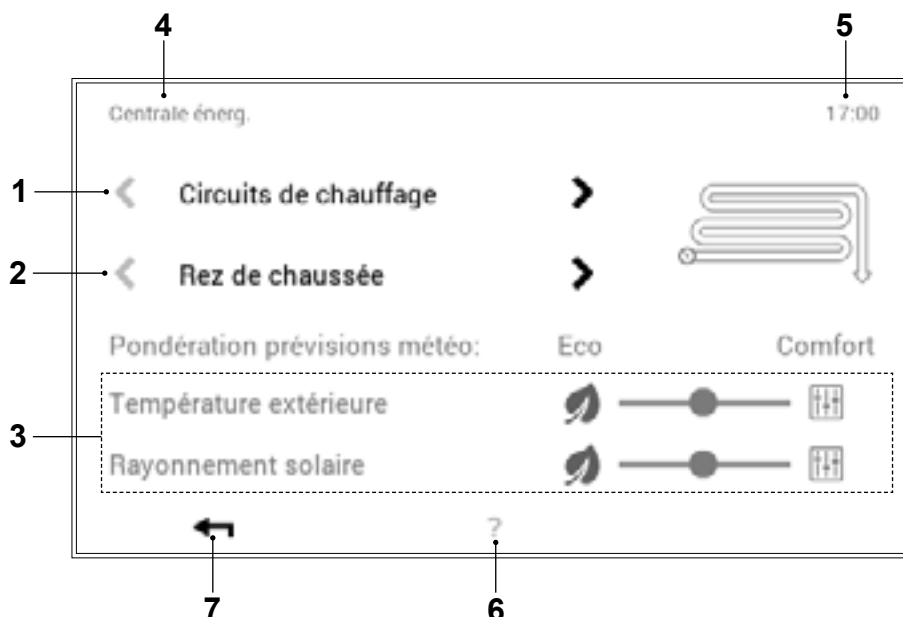 4 5
Centrale énerg. 17:00
1 Circuits de chauffage
2 Rez de chaussée
Pondération prévisions météo: Eco Comfort
Température extérieure
3
Rayonnement solaire
?
7 6